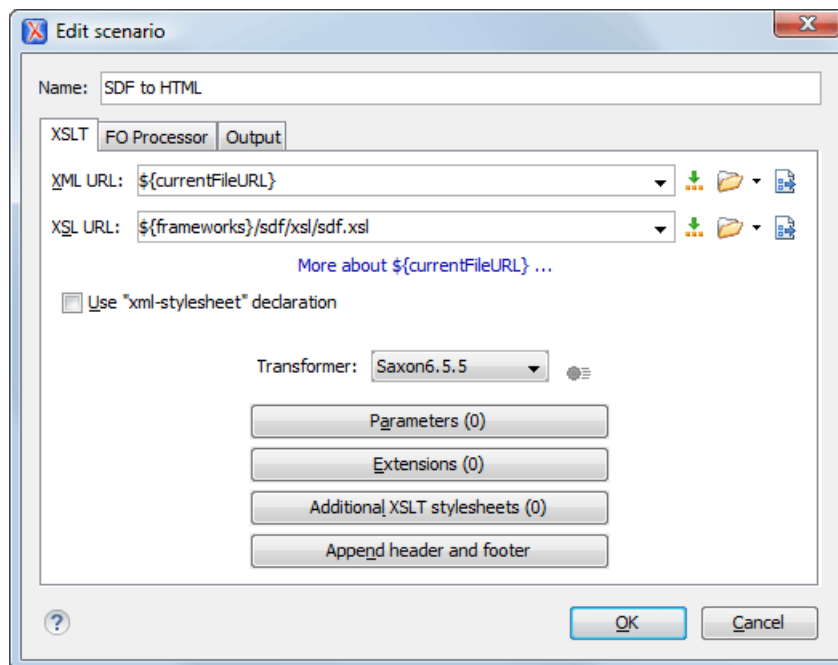 Edit scenario
Name: SDF to HTML
XSLT FO Processor Output
XML URL: ${currentFileURL}
XSL URL: ${frameworks}/sdf/xsl/sdf.xsl
More about ${currentFileURL} ...
Use "xml-stylesheet" declaration
Transformer: Saxon6.5.5
Parameters (0)
Extensions (0)
Additional XSLT stylesheets (0)
Append header and footer
? OK Cancel